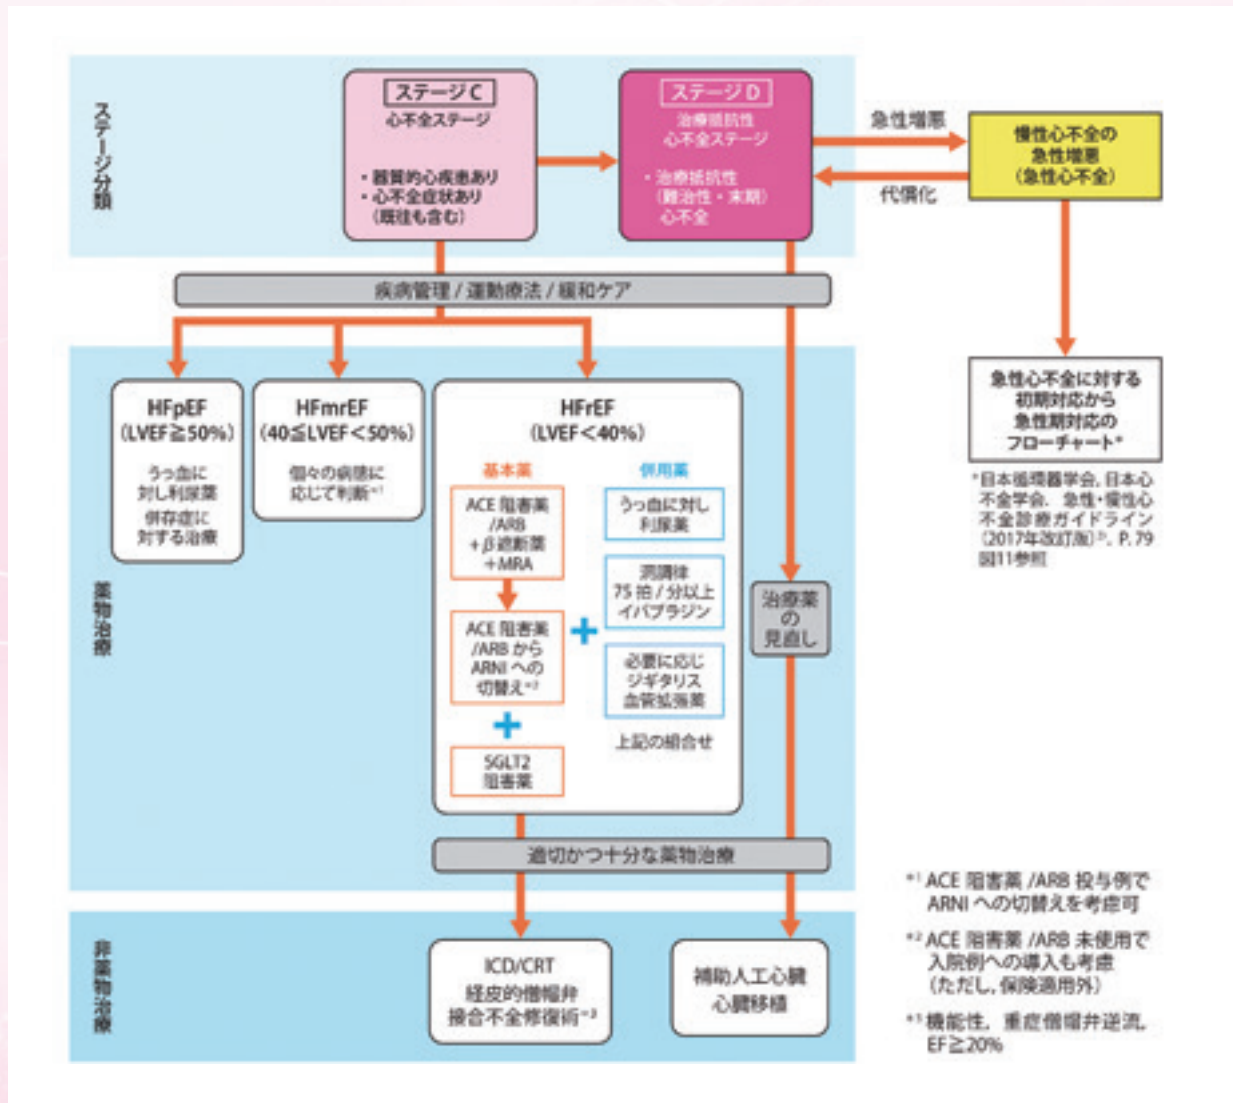 ステージ分類
ステージ C
心不全ステージ
・器質的心疾患あり
・心不全症状あり
(既往も含む)
ステージ D
治療抵抗性
心不全ステージ
・治療抵抗性
(難治性・末期)
心不全
急性増悪
代償化
慢性心不全の
急性増悪
(急性心不全)
疾病管理 / 運動療法 / 緩和ケア
薬物治療
HFpEF
(LVEF≧50%)
うっ血に
対し利尿薬
併存症に
対する治療
HFmrEF
(40≦LVEF<50%)
個々の病態に
応じて判断*1
HFrEF
(LVEF<40%)
基本薬
ACE 阻害薬
/ARB
+β遮断薬
+MRA
ACE 阻害薬
/ARB から
ARNI への
切替え*2
+
SGLT2
阻害薬
+
併用薬
うっ血に対し
利尿薬
洞調律
75 拍 / 分以上
イバブラジン
必要に応じ
ジギタリス
血管拡張薬
上記の組合せ
治療薬
の
見直し
急性心不全に対する
初期対応から
急性期対応の
フローチャート*
*日本循環器学会, 日本心
不全学会. 急性・慢性心
不全診療ガイドライン
(2017年改訂版)2). P. 79
図11参照
適切かつ十分な薬物治療
非薬物治療
ICD/CRT
経皮的僧帽弁
接合不全修復術*3
補助人工心臓
心臓移植
*1 ACE 阻害薬 /ARB 投与例で
ARNI への切替えを考慮可
*2 ACE 阻害薬 /ARB 未使用で
入院例への導入も考慮
(ただし, 保険適用外)
*3 機能性, 重症僧帽弁逆流,
EF≧20%